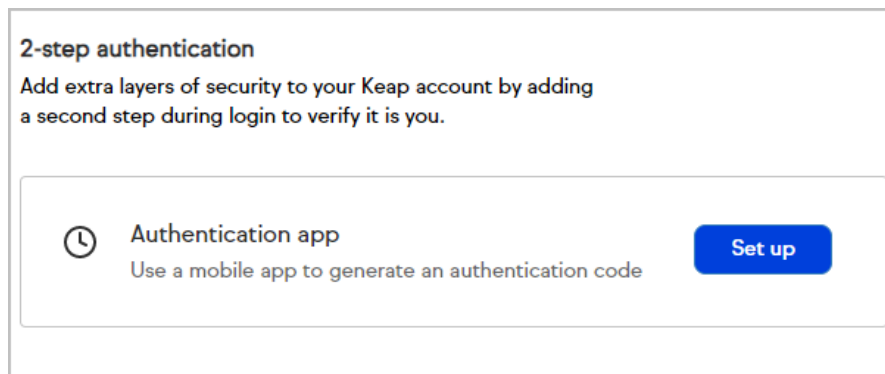 2-step authentication
Add extra layers of security to your Keap account by adding
a second step during login to verify it is you.
Authentication app
Use a mobile app to generate an authentication code
Set up